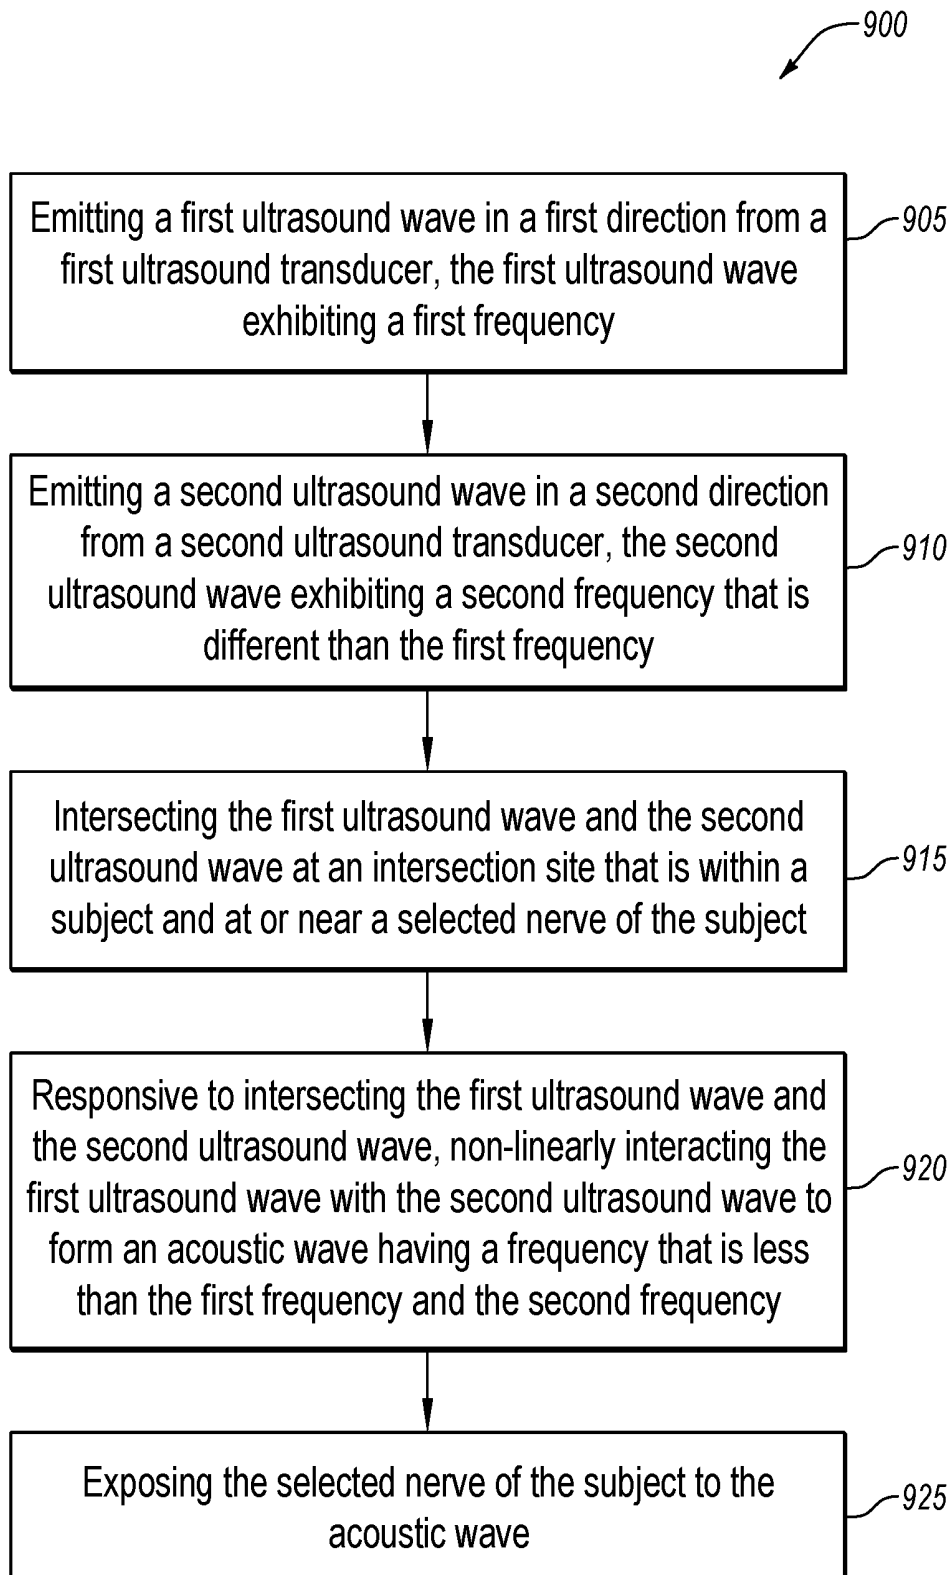 900
Emitting a first ultrasound wave in a first direction from a
first ultrasound transducer, the first ultrasound wave
exhibiting a first frequency
905
Emitting a second ultrasound wave in a second direction
from a second ultrasound transducer, the second
ultrasound wave exhibiting a second frequency that is
different than the first frequency
910
Intersecting the first ultrasound wave and the second
ultrasound wave at an intersection site that is within a
subject and at or near a selected nerve of the subject
915
Responsive to intersecting the first ultrasound wave and
the second ultrasound wave, non-linearly interacting the
first ultrasound wave with the second ultrasound wave to
form an acoustic wave having a frequency that is less
than the first frequency and the second frequency
920
Exposing the selected nerve of the subject to the
acoustic wave
925